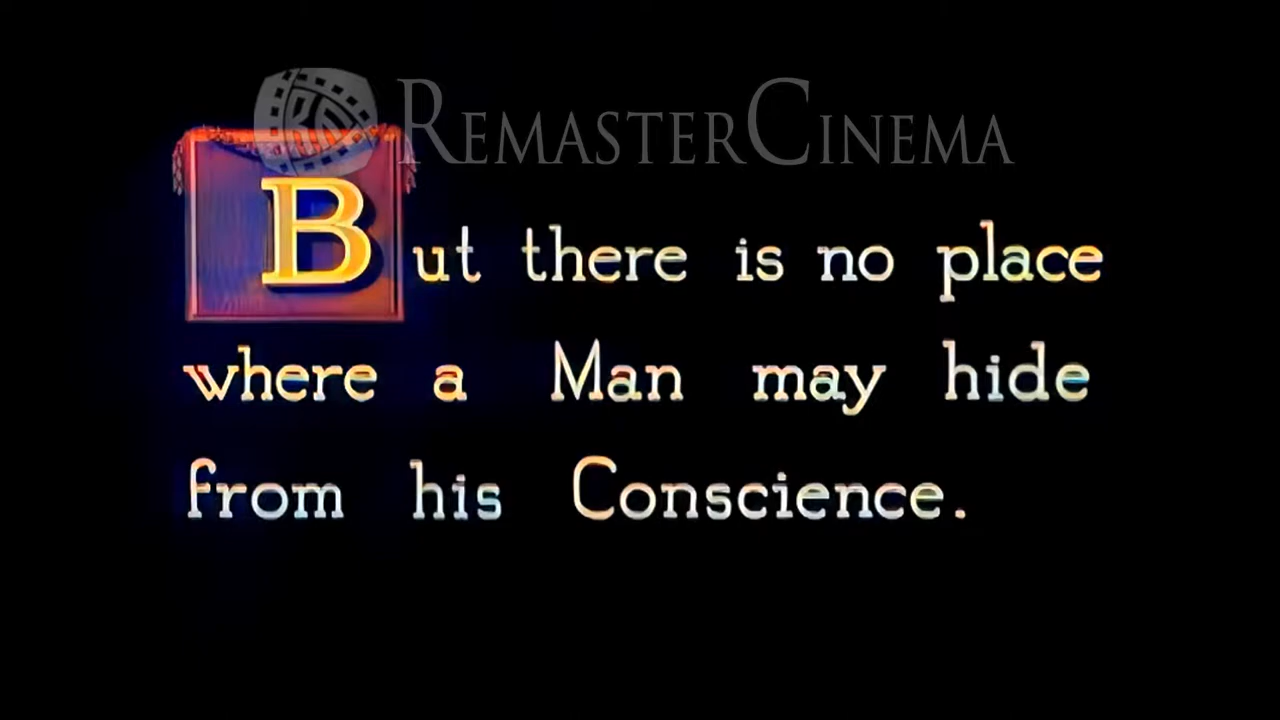 REMASTERCINEMA
But there is no place
where a Man may hide
from his Conscience.